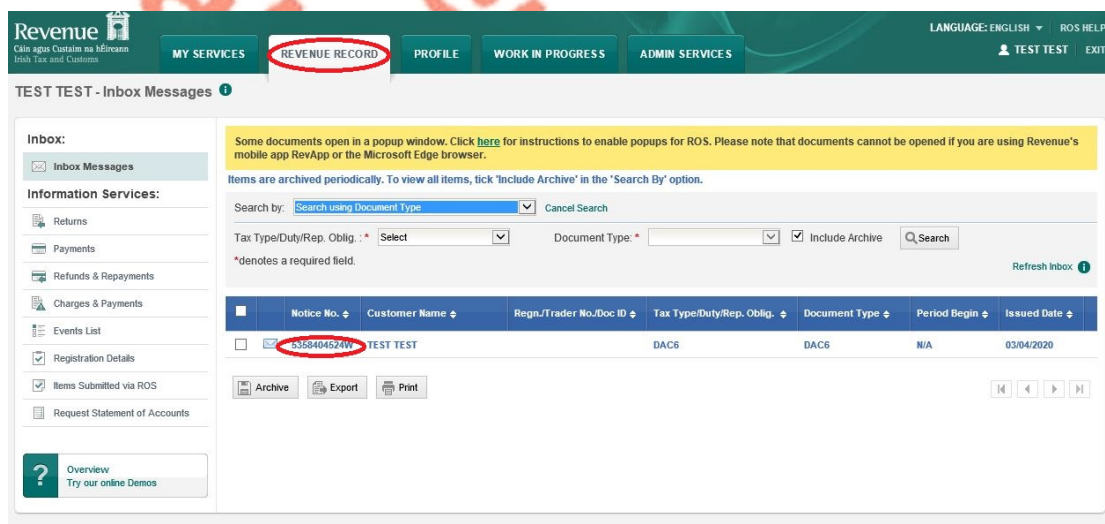 LANGUAGE: ENGLISH ROS HELP
Revenue
Cáin agus Custaim na hÉireann
Irish Tax and Customs
MY SERVICES REVENUE RECORD PROFILE WORK IN PROGRESS ADMIN SERVICES
TEST TEST EXIT
TEST TEST - Inbox Messages
Inbox:
Inbox Messages
Information Services:
Returns
Payments
Refunds & Repayments
Charges & Payments
Events List
Registration Details
Items Submitted via ROS
Request Statement of Accounts
?
Overview
Try our online Demos
Some documents open in a popup window. Click here for instructions to enable popups for ROS. Please note that documents cannot be opened if you are using Revenue's
mobile app RevApp or the Microsoft Edge browser.
Items are archived periodically. To view all items, tick 'Include Archive' in the 'Search By' option.
Search by: Search using Document Type Cancel Search
Tax Type/Duty/Rep. Oblig. : * Select Document Type: * Include Archive Search
*denotes a required field.
Refresh Inbox
Notice No. Customer Name Regn./Trader No./Doc ID Tax Type/Duty/Rep. Oblig. Document Type Period Begin Issued Date
5358404524W TEST TEST DAC6 DAC6 N/A 03/04/2020
Archive Export Print